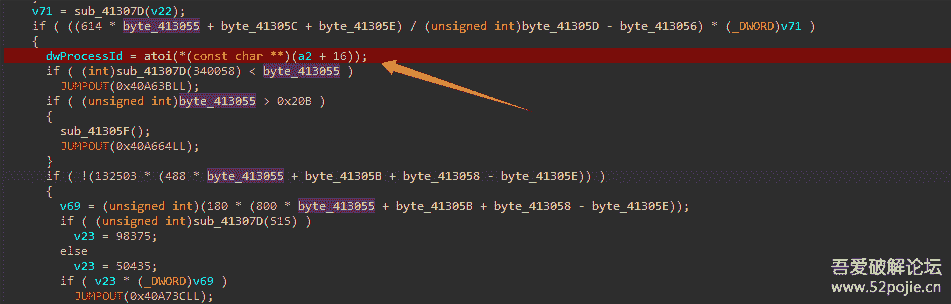 v71 = sub_41307D(v22);
if ( ((614 * byte_413055 + byte_41305C + byte_41305E) / (unsigned int)byte_41305D - byte_413056) * (_DWORD)v71 )
{
dwProcessId = atoi(*(const char **)(a2 + 16));
if ( (int)sub_41307D(340058) < byte_413055 )
JUMPOUT(0x40A63BLL);
if ( (unsigned int)byte_413055 > 0x20B )
{
sub_41305F();
JUMPOUT(0x40A664LL);
}
if ( !(132503 * (488 * byte_413055 + byte_41305B + byte_413058 - byte_41305E)) )
{
v69 = (unsigned int)(180 * (800 * byte_413055 + byte_41305B + byte_413058 - byte_41305E));
if ( (unsigned int)sub_41307D(515) )
v23 = 98375;
else
v23 = 50435;
if ( v23 * (_DWORD)v69 )
JUMPOUT(0x40A73CLL);
吾爱破解论坛
www.52pojie.cn